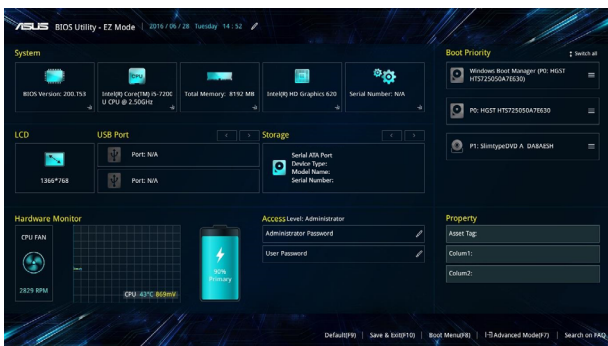 ASUS BIOS Utility - EZ Mode | 2016/06/28 Tuesday 14:52
System
BIOS Version: 200.153
Intel(R) Core(TM) i5-7200
U CPU @ 2.50GHz
Total Memory: 8192 MB
Intel(R) HD Graphics 620
Serial Number: N/A
Boot Priority
Switch all
Windows Boot Manager (P0: HGST
HTS725050A7E630)
P0: HGST HTS725050A7E630
P1: SlimtypeDVD A DA8AESH
LCD
1366*768
USB Port
Port: N/A
Port: N/A
Storage
Serial ATA Port
Device Type:
Model Name:
Serial Number:
Hardware Monitor
CPU FAN
2829 RPM
CPU 43°C 869mV
90%
Primary
Access Level: Administrator
Administrator Password
User Password
Property
Asset Tag:
Colum1:
Colum2:
Default(F9) | Save & Exit(F10) | Boot Menu(F8) | Advanced Mode(F7) | Search on FAQ